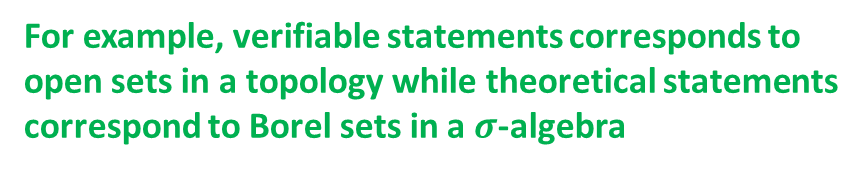 For example, verifiable statements corresponds to
open sets in a topology while theoretical statements
correspond to Borel sets in a 𝜎-algebra